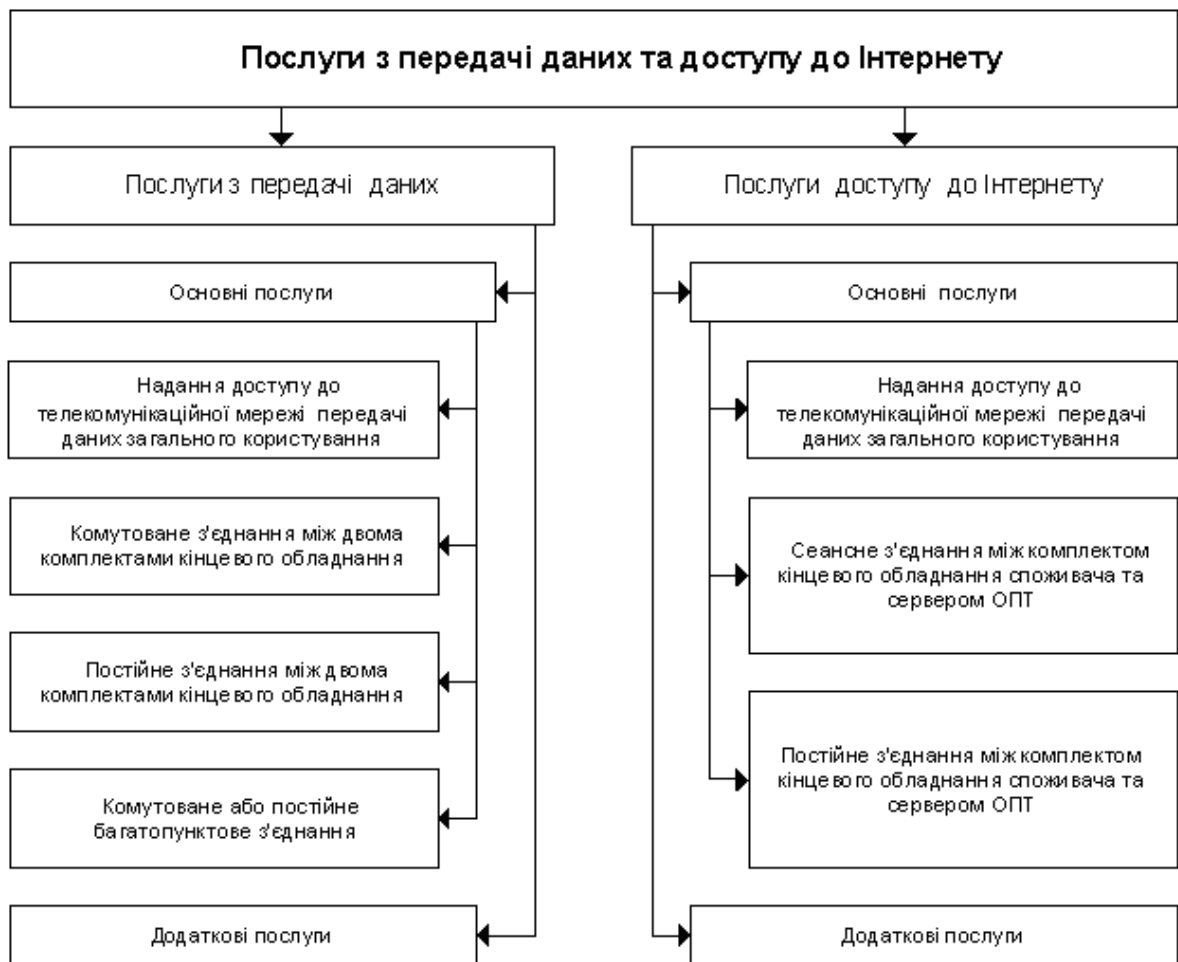 Послуги з передачі даних та доступу до Інтернету
Послуги з передачі даних
Основні послуги
Надання доступу до
телекомунікаційної мережі передачі
даних загального користування
Комутоване з'єднання між двома
комплектами кінцевого обладнання
Постійне з'єднання між двома
комплектами кінцевого обладнання
Комутоване або постійне
багатопунктове з'єднання
Додаткові послуги
Послуги доступу до Інтернету
Основні послуги
Надання доступу до
телекомунікаційної мережі передачі
даних загального користування
Сеансне з'єднання між комплектом
кінцевого обладнання споживача та
сервером ОПТ
Постійне з'єднання між комплектом
кінцевого обладнання споживача та
сервером ОПТ
Додаткові послуги